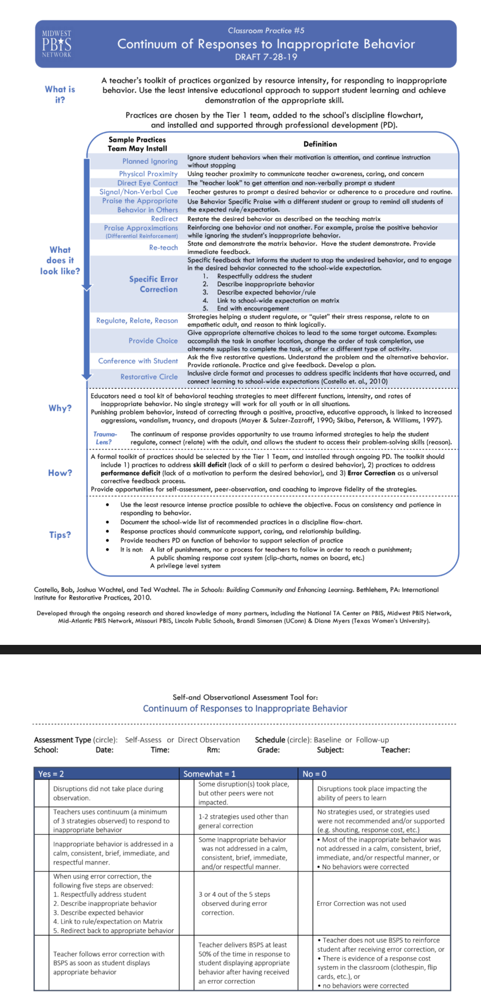 MIDWEST
PBIS
NETWORK
Classroom Practice #5
Continuum of Responses to Inappropriate Behavior
DRAFT 7-28-19
What is
it?
A teacher's toolkit of practices organized by resource intensity, for responding to inappropriate
behavior. Use the least intensive educational approach to support student learning and achieve
demonstration of the appropriate skill.
Practices are chosen by the Tier 1 team, added to the school's discipline flowchart,
and installed and supported through professional development (PD).
What
does it
look like?
Sample Practices
Team May Install
Definition
Planned Ignoring
Ignore student behaviors when their motivation is attention, and continue instruction
without stopping
Physical Proximity
Using teacher proximity to communicate teacher awareness, caring, and concern
Direct Eye Contact
The "teacher look" to get attention and non-verbally prompt a student
Signal/Non-Verbal Cue
Teacher gestures to prompt a desired behavior or adherence to a procedure and routine.
Praise the Appropriate
Behavior in Others
Use Behavior Specific Praise with a different student or group to remind all students of
the expected rule/expectation.
Redirect
Restate the desired behavior as described on the teaching matrix
Praise Approximations
(Differential Reinforcement)
Reinforcing one behavior and not another. For example, praise the positive behavior
while ignoring the student's inappropriate behavior.
Re-teach
State and demonstrate the matrix behavior. Have the student demonstrate. Provide
immediate feedback.
Specific Error
Correction
Specific feedback that informs the student to stop the undesired behavior, and to engage
in the desired behavior connected to the school-wide expectation.
1. Respectfully address the student
2. Describe inappropriate behavior
3. Describe expected behavior/rule
4. Link to school-wide expectation on matrix
5. End with encouragement
Regulate, Relate, Reason
Strategies helping a student regulate, or "quiet" their stress response, relate to an
empathetic adult, and reason to think logically.
Provide Choice
Give appropriate alternative choices to lead to the same target outcome. Examples:
accomplish the task in another location, change the order of task completion, use
alternate supplies to complete the task, or offer a different type of activity.
Conference with Student
Ask the five restorative questions. Understand the problem and the alternative behavior.
Provide rationale. Practice and give feedback. Develop a plan.
Restorative Circle
Inclusive circle format and processes to address specific incidents that have occurred, and
connect learning to school-wide expectations (Costello et. al., 2010)
Why?
Educators need a tool kit of behavioral teaching strategies to meet different functions, intensity, and rates of
inappropriate behavior. No single strategy will work for all youth or in all situations.
Punishing problem behavior, instead of correcting through a positive, proactive, educative approach, is linked to increased
aggressions, vandalism, truancy, and dropouts (Mayer & Sulzer-Zazroff, 1990; Skiba, Peterson, & Williams, 1997).
Trauma-
Lens?
The continuum of response provides opportunity to use trauma informed strategies to help the student
regulate, connect (relate) with the adult, and allows the student to access their problem-solving skills (reason).
How?
A formal toolkit of practices should be selected by the Tier 1 Team, and installed through ongoing PD. The toolkit should
include 1) practices to address skill deficit (lack of a skill to perform a desired behavior), 2) practices to address
performance deficit (lack of a motivation to perform the desired behavior), and 3) Error Correction as a universal
corrective feedback process.
Provide opportunities for self-assessment, peer-observation, and coaching to improve fidelity of the strategies.
Tips?
• Use the least resource intense practice possible to achieve the objective. Focus on consistency and patience in
responding to behavior.
• Document the school-wide list of recommended practices in a discipline flow-chart.
• Response practices should communicate support, caring, and relationship building.
• Provide teachers PD on function of behavior to support selection of practice
• It is not: A list of punishments, nor a process for teachers to follow in order to reach a punishment;
A public shaming response cost system (clip-charts, names on board, etc.)
A privilege level system
Costello, Bob, Joshua Wachtel, and Ted Wachtel. The in Schools: Building Community and Enhancing Learning. Bethlehem, PA: International
Institute for Restorative Practices, 2010.
Developed through the ongoing research and shared knowledge of many partners, including the National TA Center on PBIS, Midwest PBIS Network,
Mid-Atlantic PBIS Network, Missouri PBIS, Lincoln Public Schools, Brandi Simonsen (UConn) & Diane Myers (Texas Women's University).
Self-and Observational Assessment Tool for:
Continuum of Responses to Inappropriate Behavior
Assessment Type (circle): Self-Assess or Direct Observation Schedule (circle): Baseline or Follow-up
School: Date: Time: Rm: Grade: Subject: Teacher:
Yes = 2
Somewhat = 1
No = 0
Disruptions did not take place during
observation.
Some disruption(s) took place,
but other peers were not
impacted.
Disruptions took place impacting the
ability of peers to learn
Teachers uses continuum (a minimum
of 3 strategies observed) to respond to
inappropriate behavior
1-2 strategies used other than
general correction
No strategies used, or strategies used
were not recommended and/or supported
(e.g. shouting, response cost, etc.)
Inappropriate behavior is addressed in a
calm, consistent, brief, immediate, and
respectful manner.
Some Inappropriate behavior
was not addressed in a calm,
consistent, brief, immediate,
and/or respectful manner.
• Most of the inappropriate behavior was
not addressed in a calm, consistent, brief,
immediate, and/or respectful manner, or
• No behaviors were corrected
When using error correction, the
following five steps are observed:
1. Respectfully address student
2. Describe inappropriate behavior
3. Describe expected behavior
4. Link to rule/expectation on Matrix
5. Redirect back to appropriate behavior
3 or 4 out of the 5 steps
observed during error
correction.
Error Correction was not used
Teacher follows error correction with
BSPS as soon as student displays
appropriate behavior
Teacher delivers BSPS at least
50% of the time in response to
student displaying appropriate
behavior after having received
an error correction
• Teacher does not use BSPS to reinforce
student after receiving error correction, or
• There is evidence of a response cost
system in the classroom (clothespin, flip
cards, etc.), or
• no behaviors were corrected